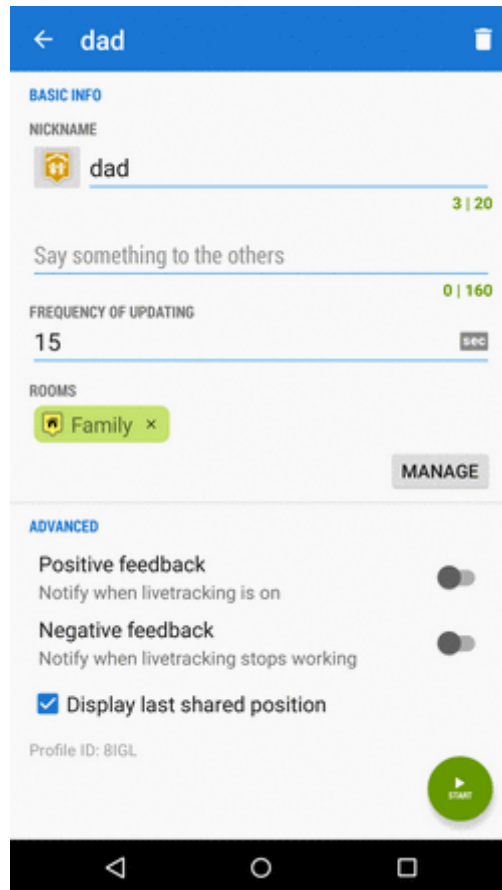 dad
BASIC INFO
NICKNAME
dad
3 | 20
Say something to the others
0 | 160
FREQUENCY OF UPDATING
15
sec
ROOMS
Family ×
MANAGE
ADVANCED
Positive feedback
Notify when livetracking is on
Negative feedback
Notify when livetracking stops working
Display last shared position
Profile ID: 8IGL
START